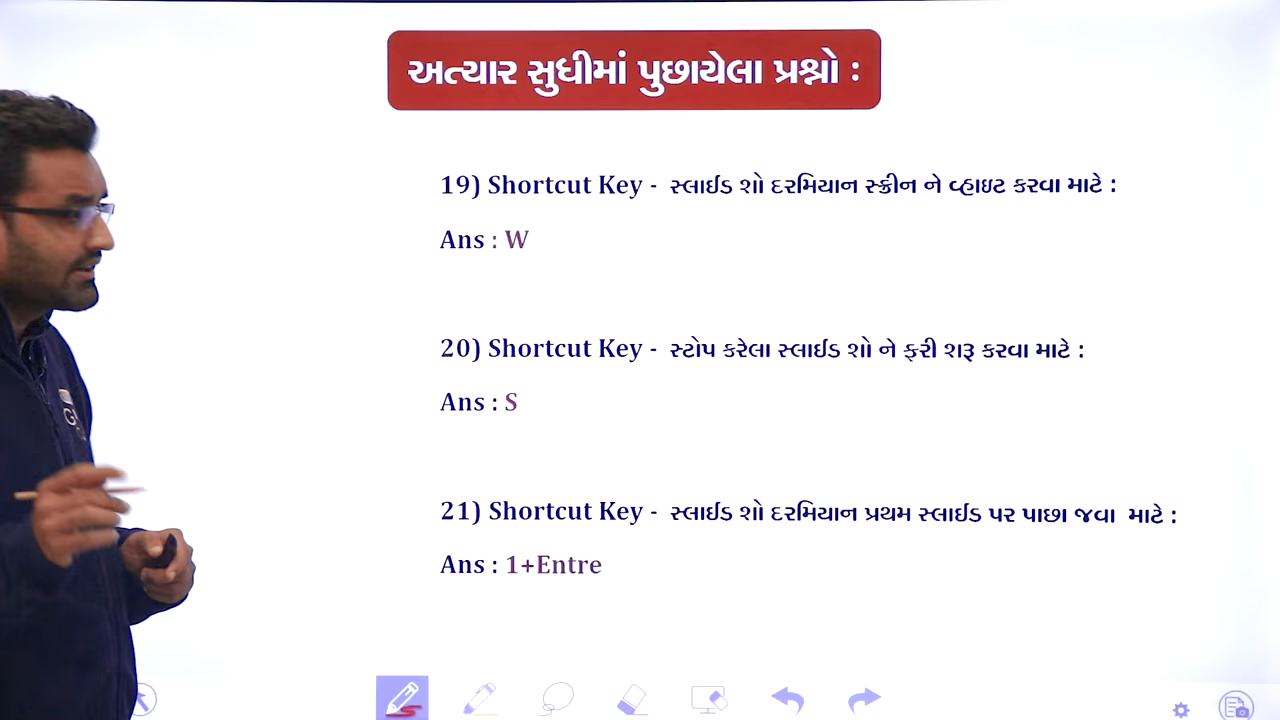 અત્યાર સુધીમાં પુછાયેલા પ્રશ્નો :
19) Shortcut Key - સ્લાઈડ શો દરમિયાન સ્ક્રીન ને વ્હાઇટ કરવા માટે :
Ans : W
20) Shortcut Key - સ્ટોપ કરેલા સ્લાઈડ શો ને ફરી શરૂ કરવા માટે :
Ans : S
21) Shortcut Key - સ્લાઈડ શો દરમિયાન પ્રથમ સ્લાઈડ પર પાછા જવા માટે :
Ans : 1+Entre